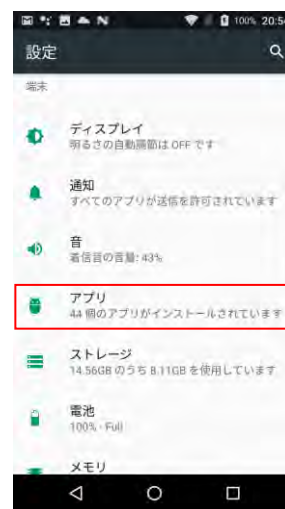 100% 20:54
設定
端末
ディスプレイ
明るさの自動調節は OFF です
通知
すべてのアプリが送信を許可されています
音
着信音の音量: 43%
アプリ
44 個のアプリがインストールされています
ストレージ
14.56GB のうち 8.11GB を使用しています
電池
100% - Full
メモリ